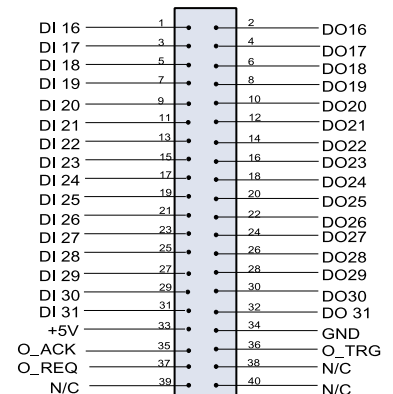 DI 16 1 2 DO16
DI 17 3 4 DO17
DI 18 5 6 DO18
DI 19 7 8 DO19
DI 20 9 10 DO20
DI 21 11 12 DO21
DI 22 13 14 DO22
DI 23 15 16 DO23
DI 24 17 18 DO24
DI 25 19 20 DO25
DI 26 21 22 DO26
DI 27 23 24 DO27
DI 28 25 26 DO28
DI 29 27 28 DO29
DI 30 29 30 DO30
DI 31 31 32 DO 31
+5V 33 34 GND
O_ACK 35 36 O_TRG
O_REQ 37 38 N/C
N/C 39 40 N/C